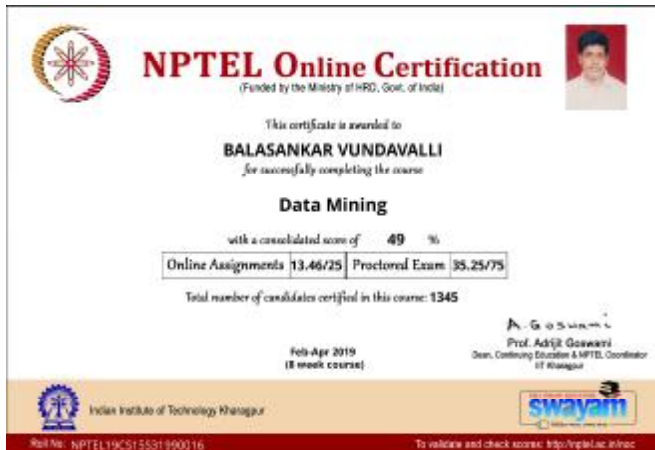 NPTEL Online Certification
(Funded by the Ministry of HRD, Govt. of India)
This certificate is awarded to
BALASANKAR VUNDAVALLI
for successfully completing the course
Data Mining
with a consolidated score of 49 %
Online Assignments 13.46/25 Proctored Exam 35.25/75
Total number of candidates certified in this course: 1345
A. Goswami
Prof. Adrijit Goswami
Dean, Continuing Education & NPTEL Coordinator
IIT Kharagpur
Feb-Apr 2019
(8 week course)
Indian Institute of Technology Kharagpur
swayam
Roll No: NPTEL19CS15S31990016
To validate and check scores: http://nptel.ac.in/noc